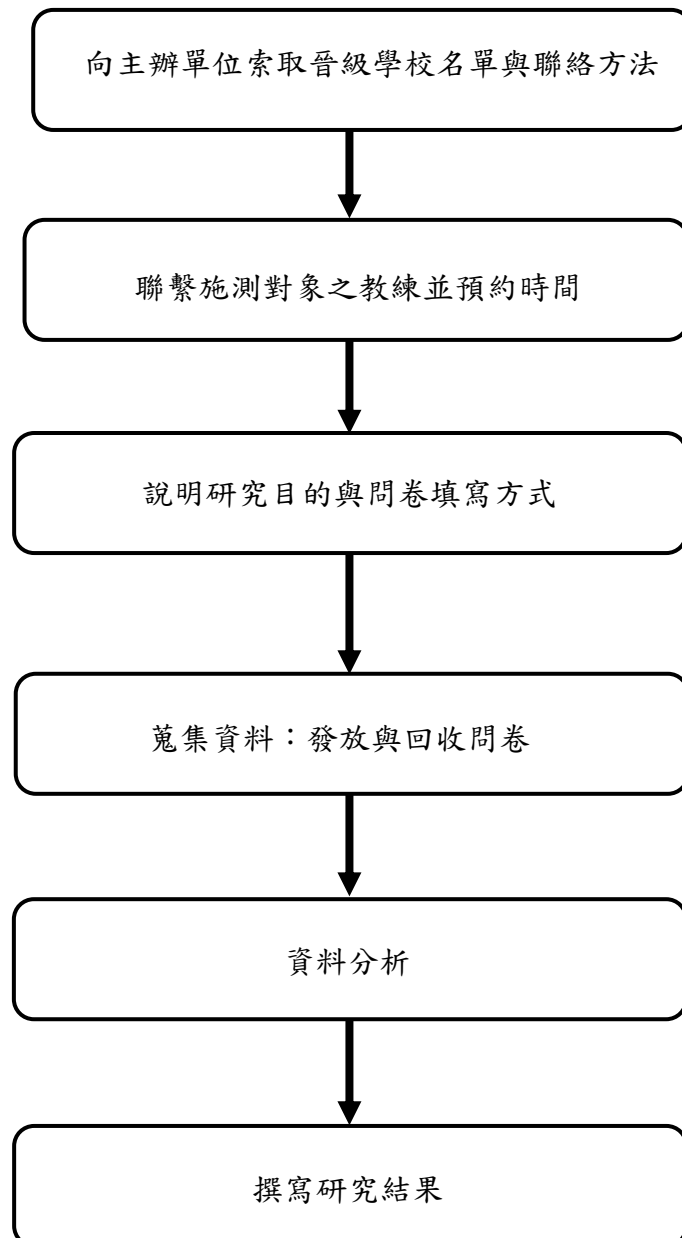 向主辦單位索取晉級學校名單與聯絡方法
聯繫施測對象之教練並預約時間
說明研究目的與問卷填寫方式
蒐集資料：發放與回收問卷
資料分析
撰寫研究結果